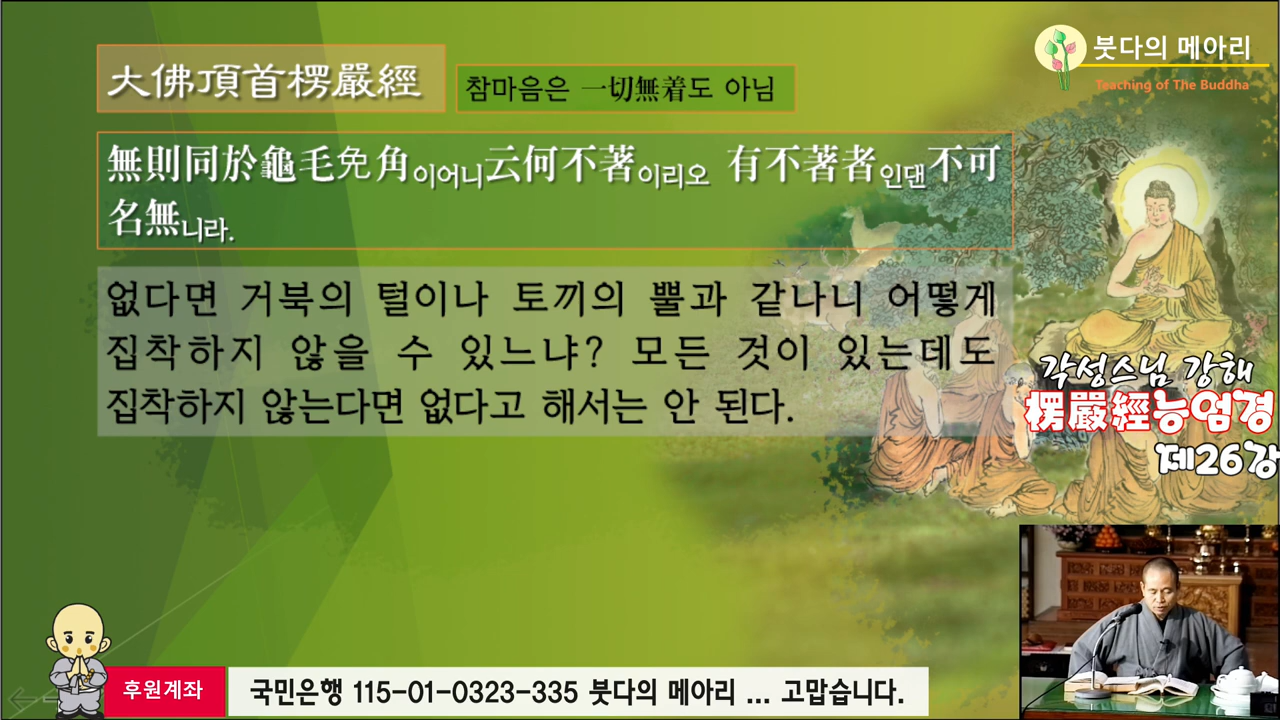 大佛頂首楞嚴經
참마음은 一切無着도 아님
붓다의 메아리
Teaching of The Buddha
無則同於龜毛免角이어니云何不著이리오 有不著者인댄不可
名無니라.
없다면 거북의 털이나 토끼의 뿔과 같나니 어떻게
집착하지 않을 수 있느냐? 모든 것이 있는데도
집착하지 않는다면 없다고 해서는 안 된다.
각성스님 강해
楞嚴經능엄경
제26강
후원계좌
국민은행 115-01-0323-335 붓다의 메아리 ... 고맙습니다.